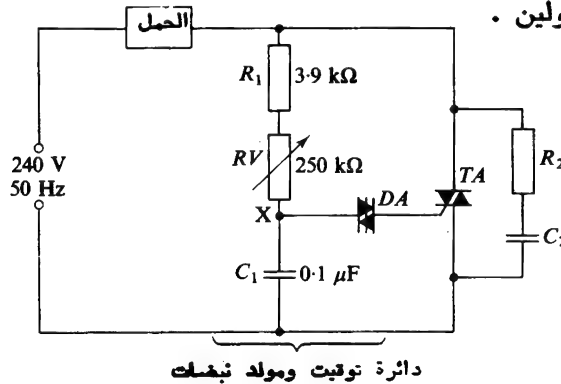 ولين .
الحمل
R₁ 3·9 kΩ
RV 250 kΩ
240 V
50 Hz
X
DA
TA
R₂
C₁ 0·1 μF
دائرة توقيت ومولد نبضات